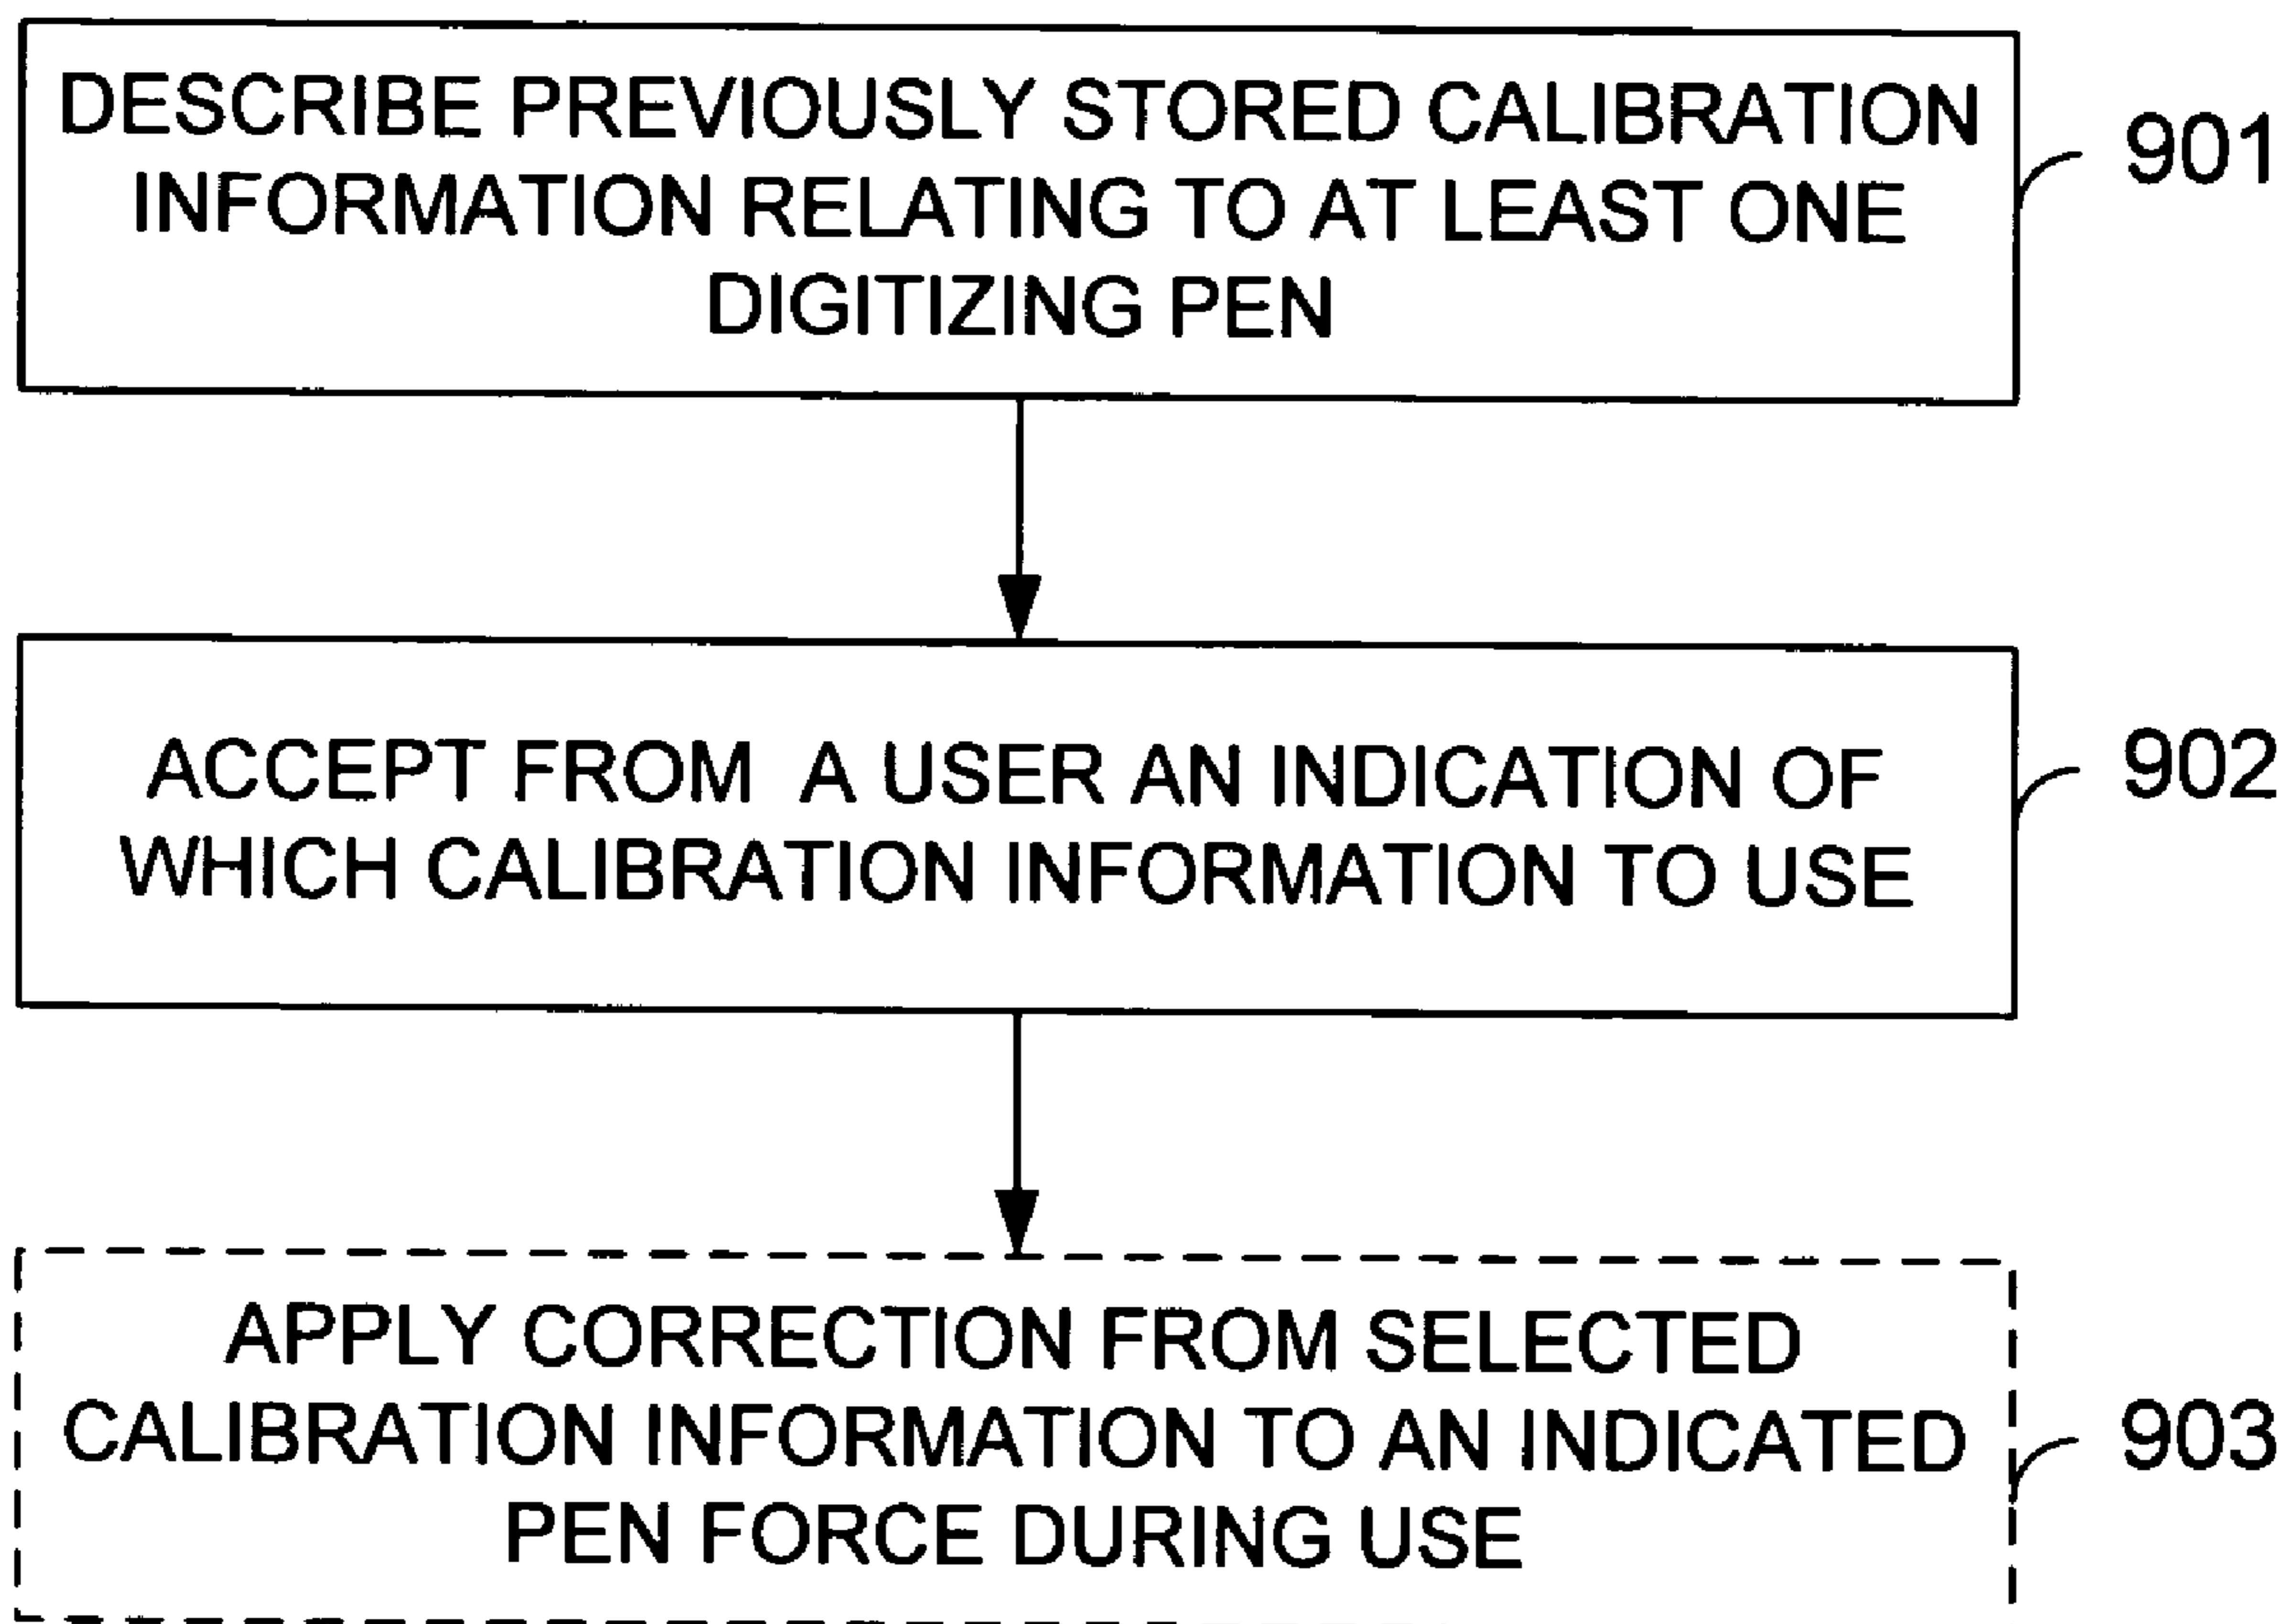 DESCRIBE PREVIOUSLY STORED CALIBRATION
INFORMATION RELATING TO AT LEAST ONE
DIGITIZING PEN
901
ACCEPT FROM A USER AN INDICATION OF
WHICH CALIBRATION INFORMATION TO USE
902
APPLY CORRECTION FROM SELECTED
CALIBRATION INFORMATION TO AN INDICATED
PEN FORCE DURING USE
903